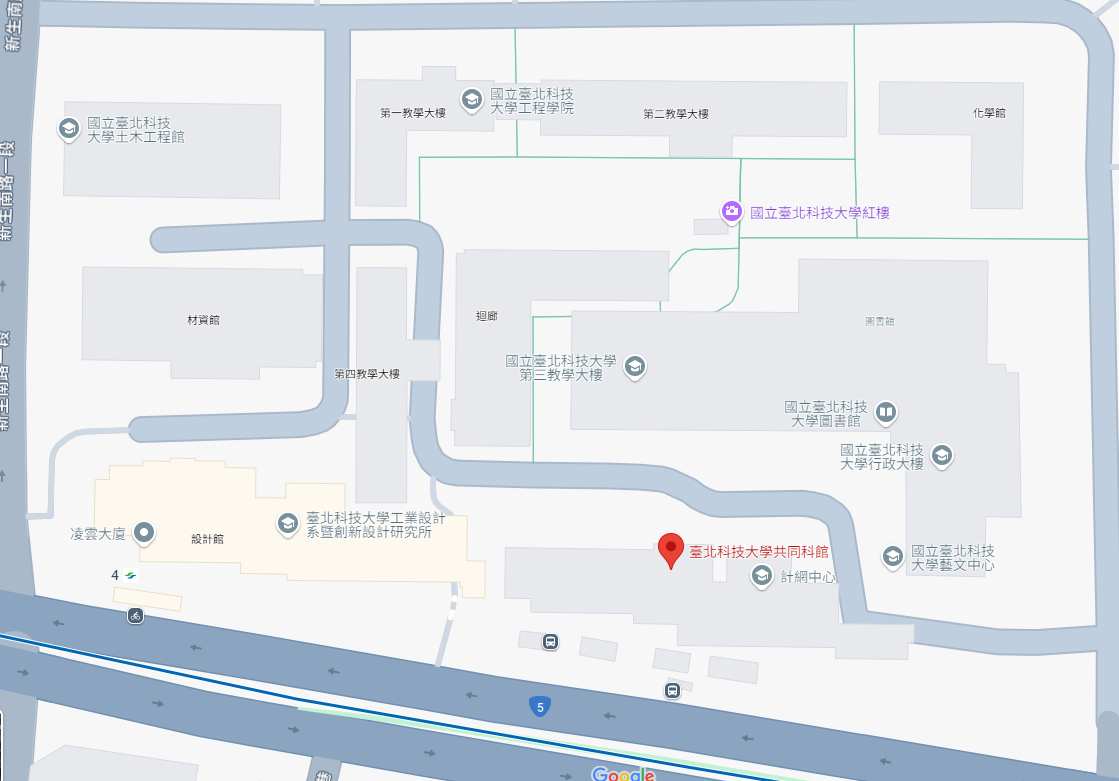 新生南
國立臺北科技
大學土木工程館
第一教學大樓
國立臺北科技
大學工程學院
第二教學大樓
化學館
新生南路一段
國立臺北科技大學紅樓
材資館
迴廊
圖書館
新生南路一段
第四教學大樓
國立臺北科技大學
第三教學大樓
國立臺北科技
大學圖書館
國立臺北科技
大學行政大樓
凌雲大廈
設計館
臺北科技大學工業設計
系暨創新設計研究所
臺北科技大學共同科館
計網中心
國立臺北科技
大學藝文中心
4
5
Google